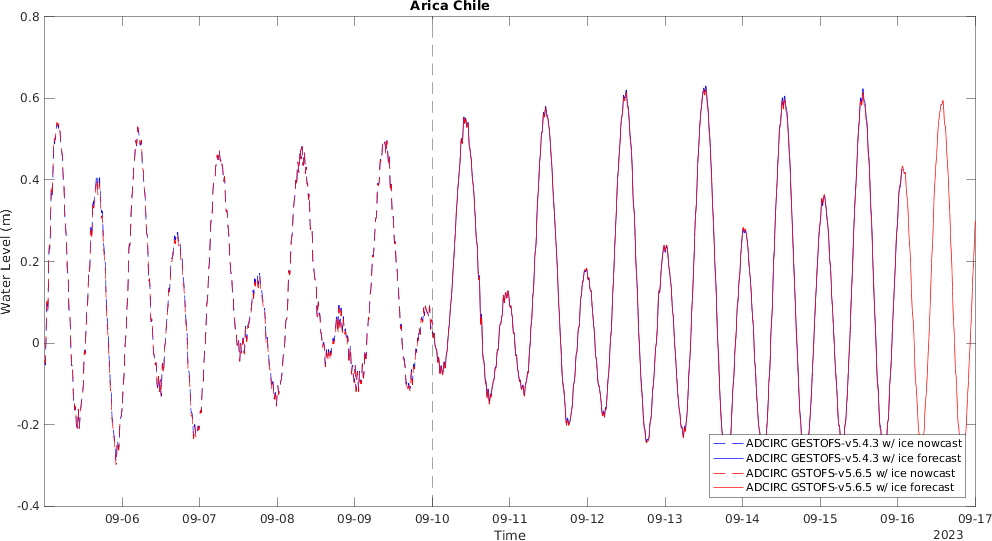 Arica Chile
0.8
0.6
0.4
0.2
0
-0.2
-0.4
Water Level (m)
ADCIRC GESTOFS-v5.4.3 w/ ice nowcast
ADCIRC GESTOFS-v5.4.3 w/ ice forecast
ADCIRC GSTOFS-v5.6.5 w/ ice nowcast
ADCIRC GSTOFS-v5.6.5 w/ ice forecast
09-06 09-07 09-08 09-09 09-10 09-11 09-12 09-13 09-14 09-15 09-16 09-17
Time
2023